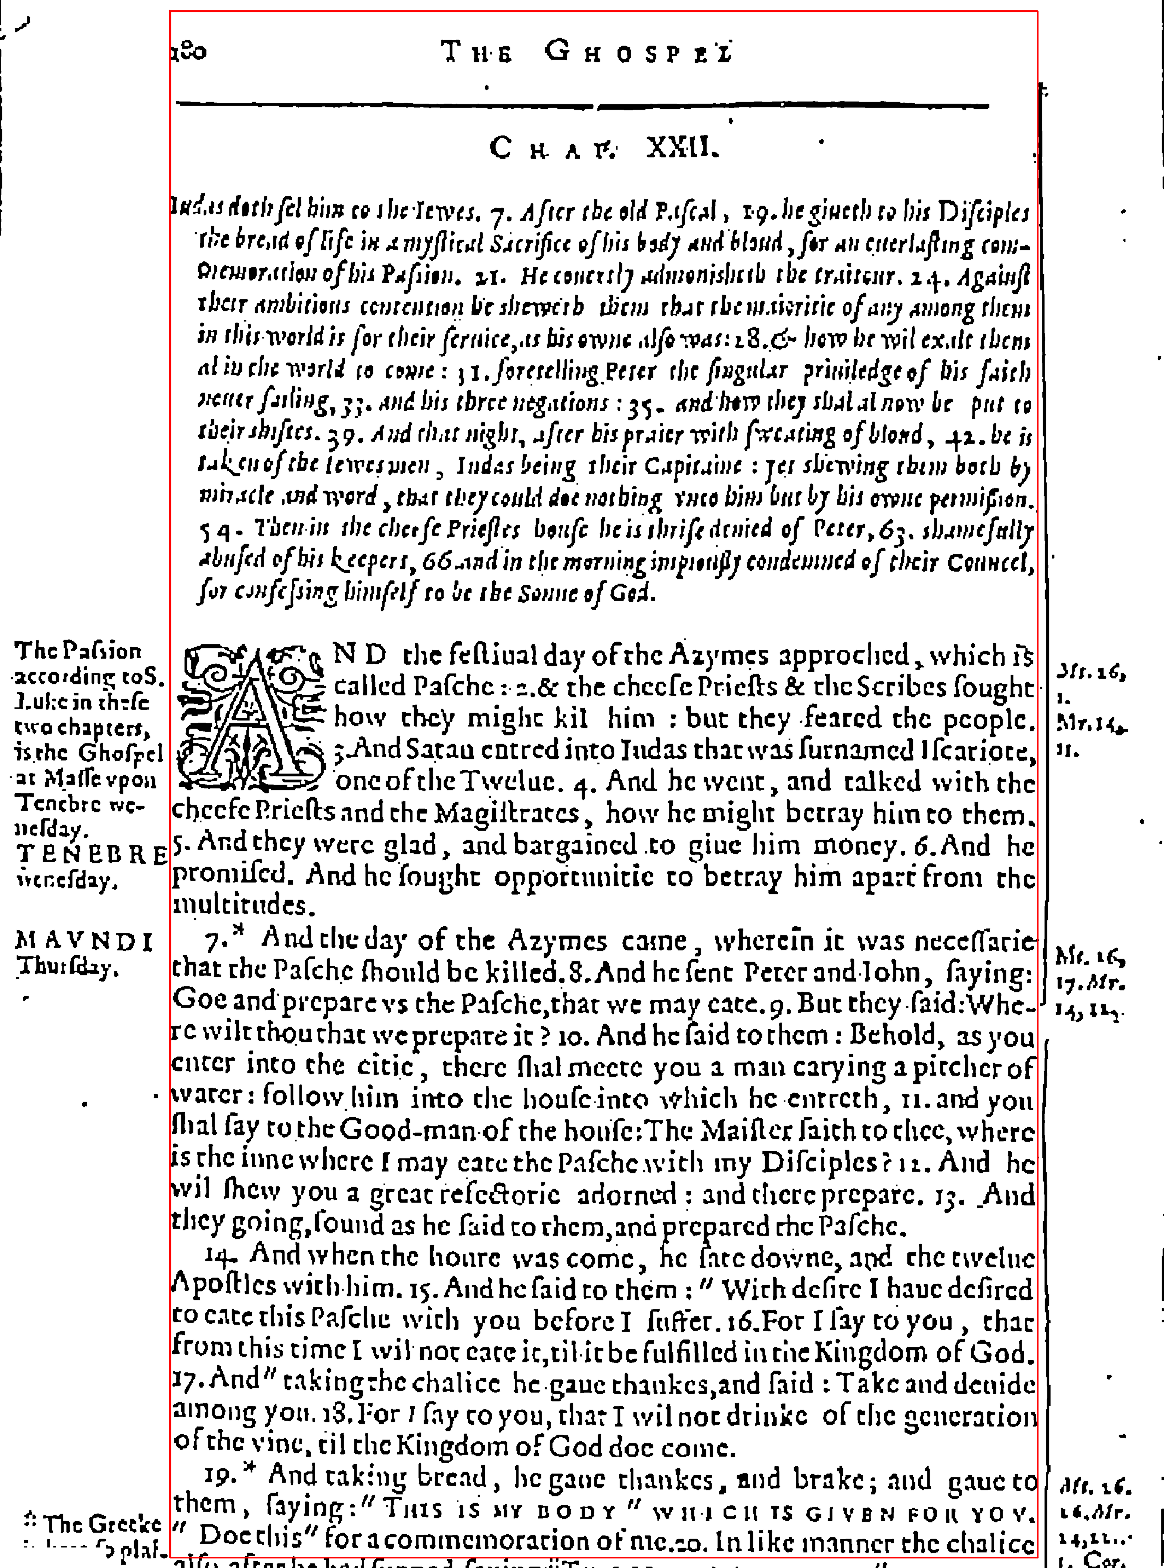 180 THE GHOSPEL
CHAP. XXII.
Iudas doth sel him to the Iewes. 7. After the old Pascal, 19. he giueth to his Disciples
the bread of life in a mystical Sacrifice of his body and bloud, for an euerlasting com-
memoration of his Passion. 21. He couertly admonisheth the traitour. 24. Against
their ambitious contention he sheweth them that the maioritie of any among them
in this world is for their seruice, as his owne also was: 28. & how he wil exalt them
al in the world to come: 31. foretelling Peter the singular priuiledge of his faith
neuer failing, 33. and his three negations: 35. and how they shal al now be put to
their shiftes. 39. And that night, after his praier with sweating of bloud, 42. he is
taken of the Iewes men, Iudas being their Capitaine: yet shewing them both by
miracle and word, that they could doe nothing vnto him but by his owne permission.
54. Then in the cheefe Priestes house he is thrise denied of Peter, 63. shamefully
abused of his keepers, 66. and in the morning impiously condemned of their Councel,
for confessing himself to be the Sonne of God.
AND the festiual day of the Azymes approched, which is
called Pasche: 2. & the cheefe Priests & the Scribes sought
how they might kil him: but they feared the people.
3. And Satan entred into Iudas that was surnamed Iscariote,
one of the Twelue. 4. And he went, and talked with the
cheefe Priests and the Magistrates, how he might betray him to them.
5. And they were glad, and bargained to giue him money. 6. And he
promised. And he sought opportunitie to betray him apart from the
multitudes.
7.* And the day of the Azymes came, wherein it was necessarie
that the Pasche should be killed. 8. And he sent Peter and Iohn, saying:
Goe and prepare vs the Pasche, that we may eate. 9. But they said: Whe-
re wilt thou that we prepare it? 10. And he said to them: Behold, as you
enter into the citie, there shal meete you a man carying a pitcher of
water: follow him into the house into which he entreth, 11. and you
shal say to the Good-man of the house: The Maister saith to thee, where
is the inne where I may eate the Pasche with my Disciples? 12. And he
wil shew you a great refectorie adorned: and there prepare. 13. And
they going, found as he said to them, and prepared the Pasche.
14. And when the houre was come, he sate downe, and the twelue
Apostles with him. 15. And he said to them: " With desire I haue desired
to eate this Pasche with you before I suffer. 16. For I say to you, that
from this time I wil not eate it, til it be fulfilled in the Kingdom of God.
17. And " taking the chalice he gaue thankes, and said: Take and deuide
among you. 18. For I say to you, that I wil not drinke of the generation
of the vine, til the Kingdom of God doe come.
19.* And taking bread, he gaue thankes, and brake; and gaue to
them, saying: " THIS IS MY BODY " WHICH IS GIVEN FOR YOV.
" Doe this " for a commemoration of me. 20. In like manner the chalice
The Passion
according to S.
Luke in these
two chapters,
is the Ghospel
at Masse vpon
Tenebre we-
nesday.
TENEBRE
wenesday.
MAVNDI
Thursday.
* The Greeke
Mt. 16,
1.
Mr. 14,
11.
Mt. 16,
17. Mr.
14, 12.
Mt. 16.
16. Mr.
14, 22.
1. Cor.